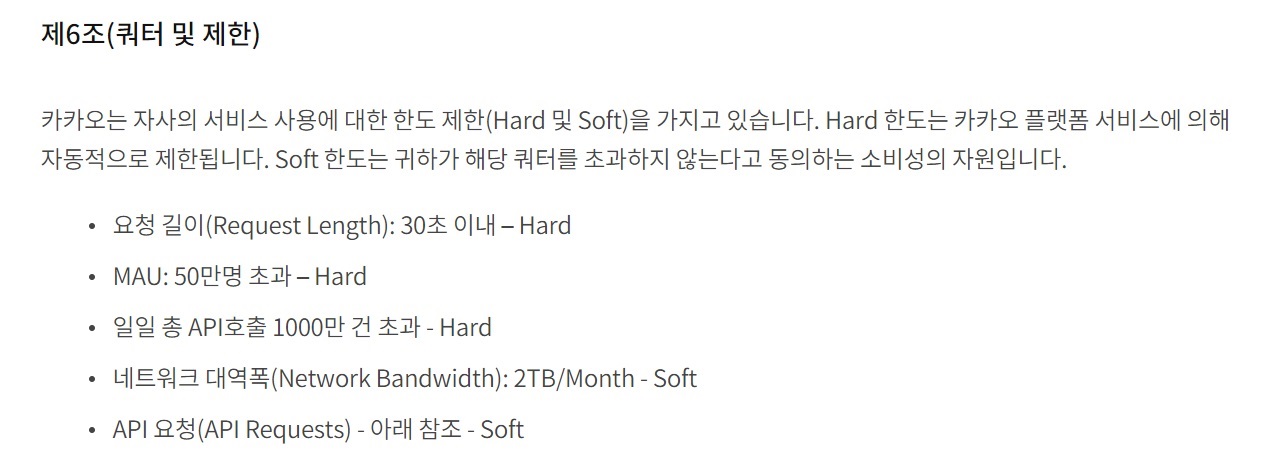 제6조(쿼터 및 제한)
카카오는 자사의 서비스 사용에 대한 한도 제한(Hard 및 Soft)을 가지고 있습니다. Hard 한도는 카카오 플랫폼 서비스에 의해
자동적으로 제한됩니다. Soft 한도는 귀하가 해당 쿼터를 초과하지 않는다고 동의하는 소비성의 자원입니다.
• 요청 길이(Request Length): 30초 이내 – Hard
• MAU: 50만명 초과 – Hard
• 일일 총 API호출 1000만 건 초과 - Hard
• 네트워크 대역폭(Network Bandwidth): 2TB/Month - Soft
• API 요청(API Requests) - 아래 참조 - Soft